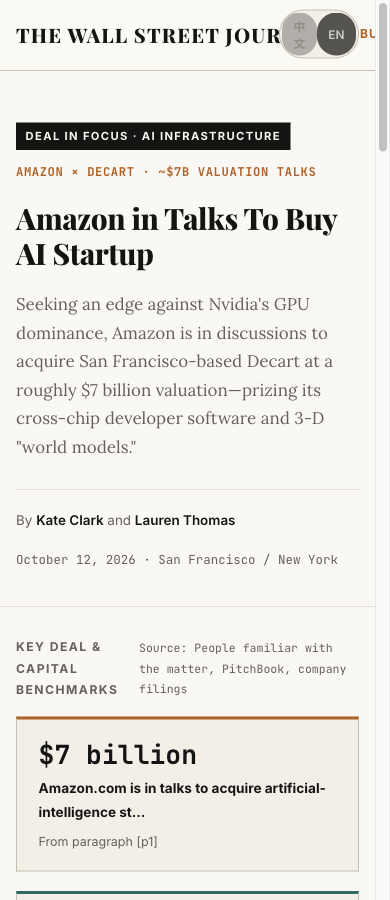 THE WALL STREET JOUR
中
文
EN
BU
DEAL IN FOCUS · AI INFRASTRUCTURE
AMAZON × DECART · ~$7B VALUATION TALKS
Amazon in Talks To Buy
AI Startup
Seeking an edge against Nvidia's GPU
dominance, Amazon is in discussions to
acquire San Francisco-based Decart at a
roughly $7 billion valuation—prizing its
cross-chip developer software and 3-D
"world models."
By Kate Clark and Lauren Thomas
October 12, 2026 · San Francisco / New York
KEY DEAL &
CAPITAL
BENCHMARKS
Source: People familiar with
the matter, PitchBook, company
filings
$7 billion
Amazon.com is in talks to acquire artificial-
intelligence st...
From paragraph [p1]